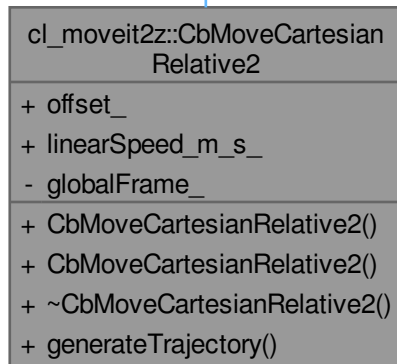 cl_moveit2z::CbMoveCartesian
Relative2
+ offset_
+ linearSpeed_m_s_
- globalFrame_
+ CbMoveCartesianRelative2()
+ CbMoveCartesianRelative2()
+ ~CbMoveCartesianRelative2()
+ generateTrajectory()